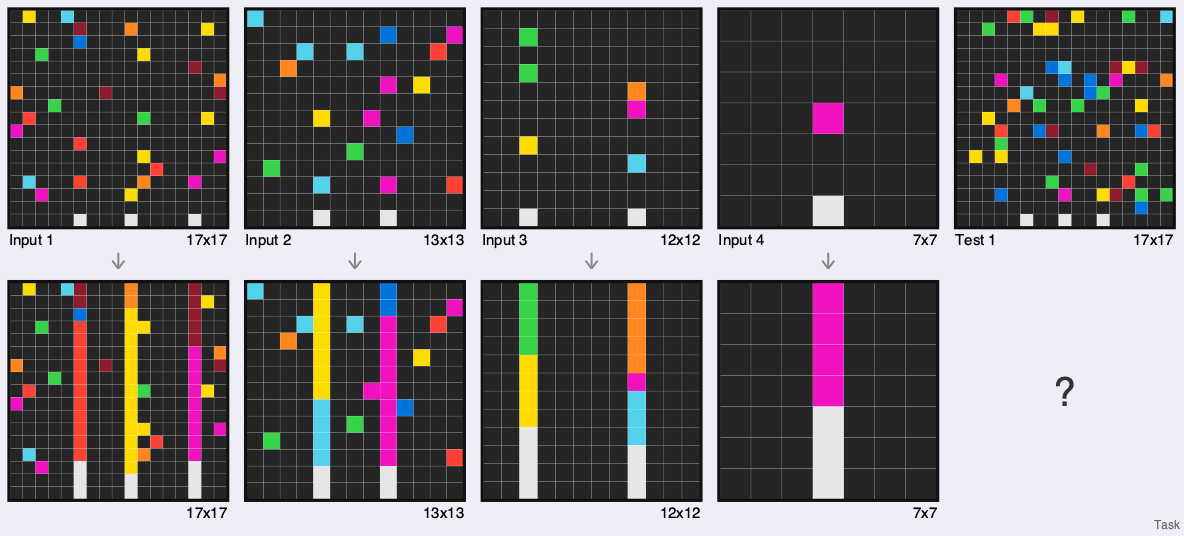 Input 1 17x17
Input 2 13x13
Input 3 12x12
Input 4 7x7
Test 1 17x17
?
17x17
13x13
12x12
7x7
Task